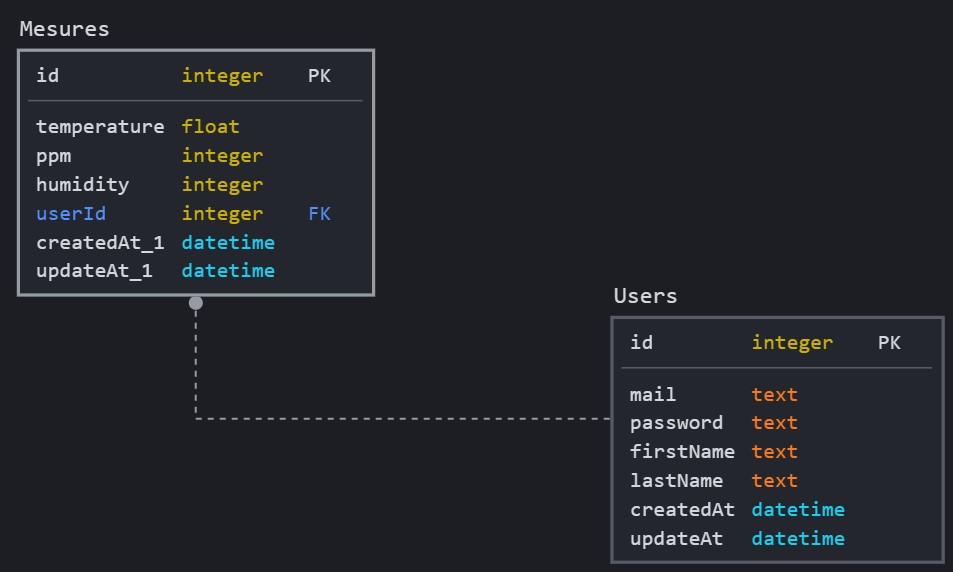 Mesures
id integer PK
temperature float
ppm integer
humidity integer
userId integer FK
createdAt_1 datetime
updateAt_1 datetime
Users
id integer PK
mail text
password text
firstName text
lastName text
createdAt datetime
updateAt datetime